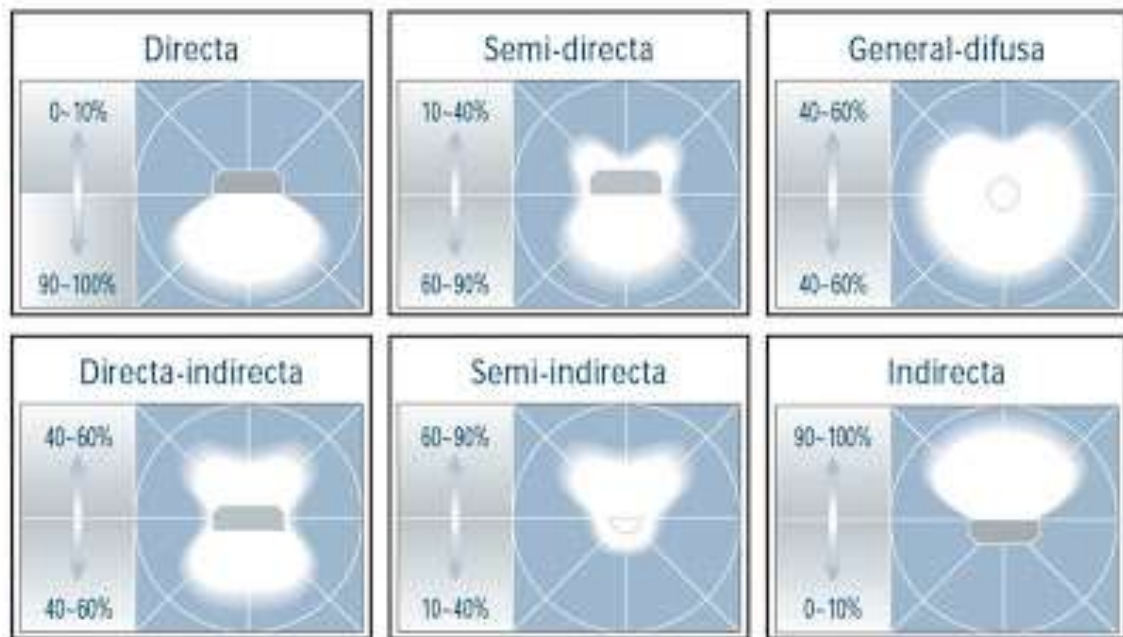 Directa
0~10%
90~100%
Semi-directa
10~40%
60~90%
General-difusa
40~60%
40~60%
Directa-indirecta
40~60%
40~60%
Semi-indirecta
60~90%
10~40%
Indirecta
90~100%
0~10%